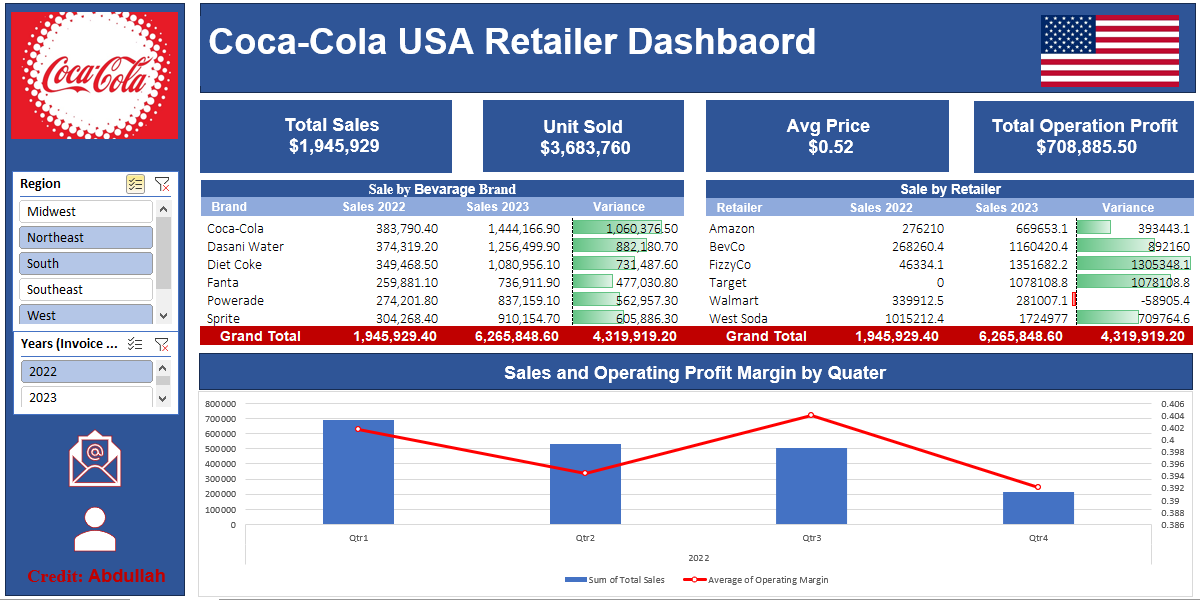 Coca-Cola
Coca-Cola USA Retailer Dashbaord
Total Sales
$1,945,929
Unit Sold
$3,683,760
Avg Price
$0.52
Total Operation Profit
$708,885.50
Region
Midwest
Northeast
South
Southeast
West
Years (Invoice ...
2022
2023
Credit: Abdullah
Sale by Bevarage Brand
Brand Sales 2022 Sales 2023 Variance
Coca-Cola 383,790.40 1,444,166.90 1,060,376.50
Dasani Water 374,319.20 1,256,499.90 882,180.70
Diet Coke 349,468.50 1,080,956.10 731,487.60
Fanta 259,881.10 736,911.90 477,030.80
Powerade 274,201.80 837,159.10 562,957.30
Sprite 304,268.40 910,154.70 605,886.30
Grand Total 1,945,929.40 6,265,848.60 4,319,919.20
Sale by Retailer
Retailer Sales 2022 Sales 2023 Variance
Amazon 276210 669653.1 393443.1
BevCo 268260.4 1160420.4 892160
FizzyCo 46334.1 1351682.2 1305348.1
Target 0 1078108.8 1078108.8
Walmart 339912.5 281007.1 -58905.4
West Soda 1015212.4 1724977 709764.6
Grand Total 1,945,929.40 6,265,848.60 4,319,919.20
Sales and Operating Profit Margin by Quater
800000
700000
600000
500000
400000
300000
200000
100000
0
0.406
0.404
0.402
0.4
0.398
0.396
0.394
0.392
0.39
0.388
0.386
Qtr1 Qtr2 Qtr3 Qtr4
2022
Sum of Total Sales Average of Operating Margin